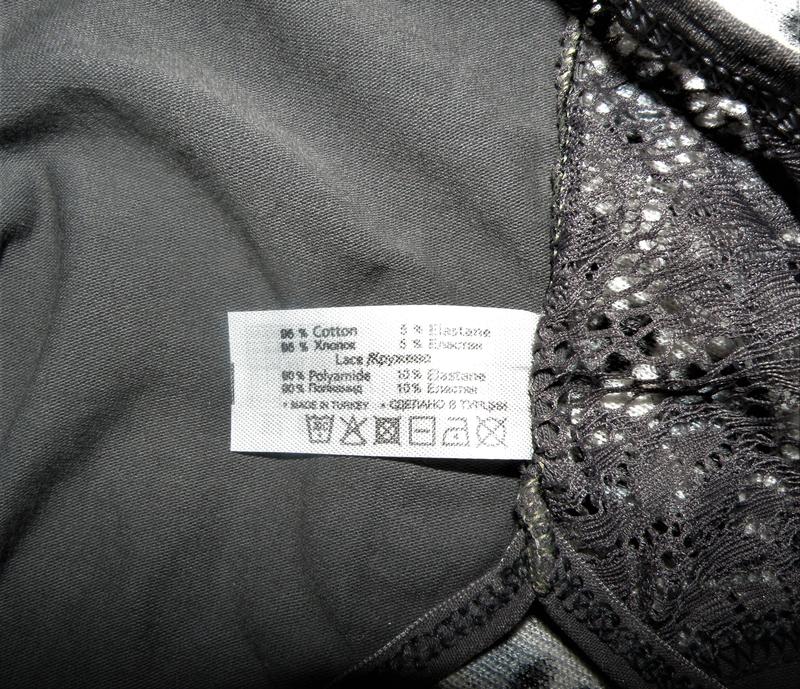 95 % Cotton 5 % Elastane
95 % Хлопок 5 % Еластан
Lace /Кружево
90 % Polyamide 10 % Elastane
90 % Полиамид 10 % Еластан
* MADE IN TURKEY * СДЕЛАНО В ТУРЦИИ